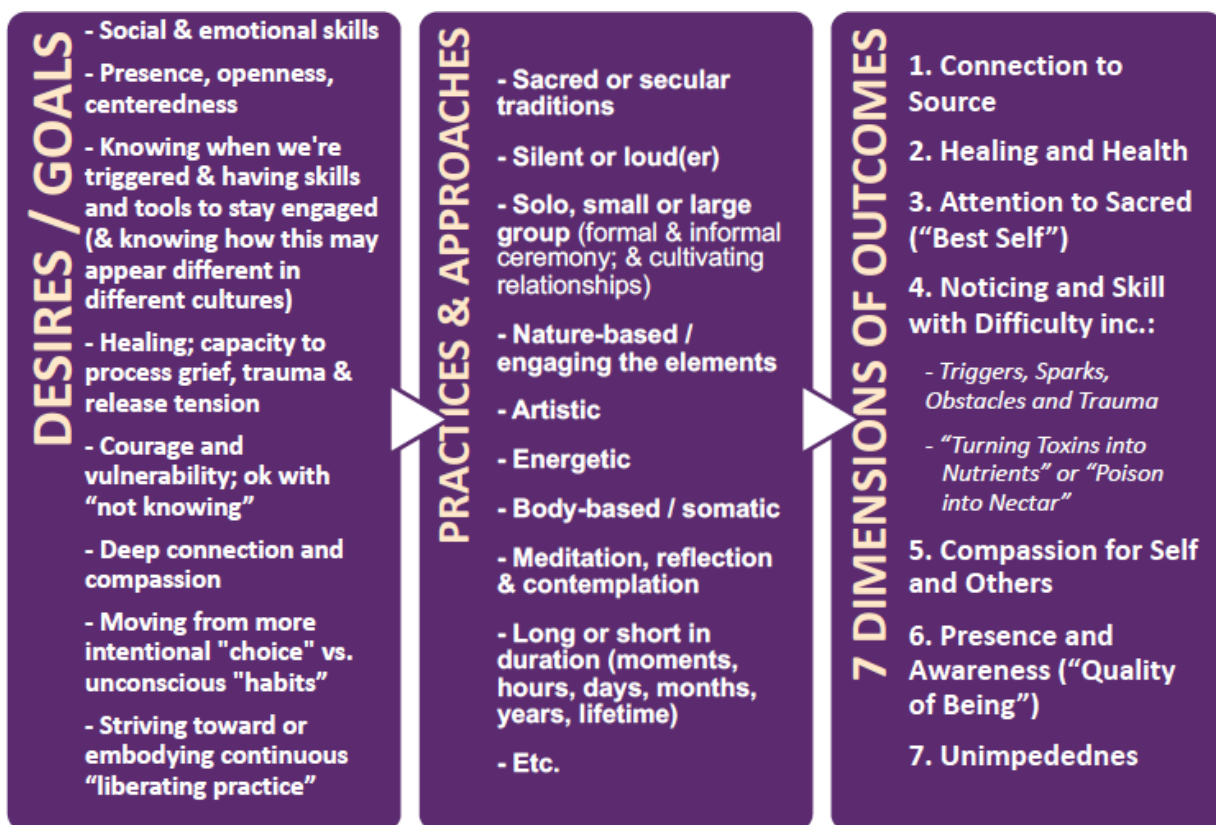 DESIRES / GOALS
- Social & emotional skills
- Presence, openness,
centeredness
- Knowing when we're
triggered & having skills
and tools to stay engaged
(& knowing how this may
appear different in
different cultures)
- Healing; capacity to
process grief, trauma &
release tension
- Courage and
vulnerability; ok with
“not knowing”
- Deep connection and
compassion
- Moving from more
intentional "choice" vs.
unconscious "habits”
- Striving toward or
embodying continuous
“liberating practice”
PRACTICES & APPROACHES
- Sacred or secular
traditions
- Silent or loud(er)
- Solo, small or large
group (formal & informal
ceremony; & cultivating
relationships)
- Nature-based /
engaging the elements
- Artistic
- Energetic
- Body-based / somatic
- Meditation, reflection
& contemplation
- Long or short in
duration (moments,
hours, days, months,
years, lifetime)
- Etc.
7 DIMENSIONS OF OUTCOMES
1. Connection to
Source
2. Healing and Health
3. Attention to Sacred
(“Best Self”)
4. Noticing and Skill
with Difficulty inc.:
- Triggers, Sparks,
Obstacles and Trauma
- “Turning Toxins into
Nutrients” or “Poison
into Nectar”
5. Compassion for Self
and Others
6. Presence and
Awareness (“Quality
of Being”)
7. Unimpedednes